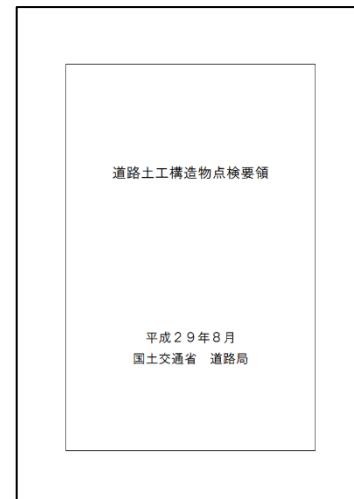 道路土工構造物点検要領
平成２９年８月
国土交通省　道路局